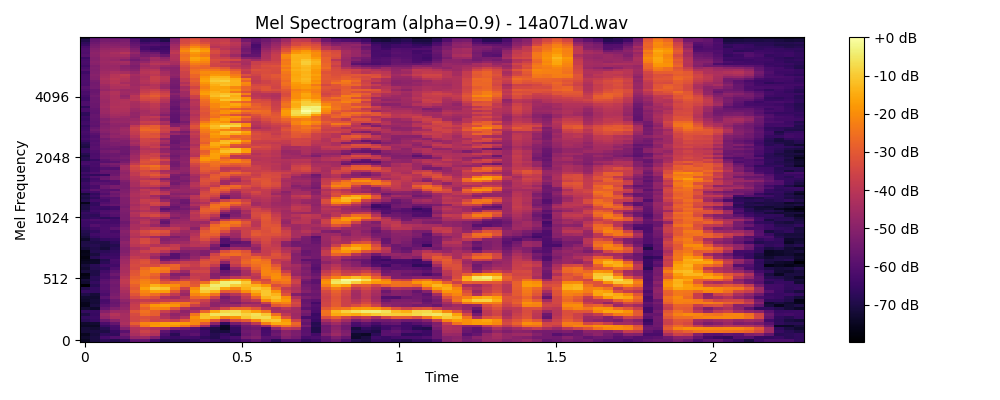 Mel Spectrogram (alpha=0.9) - 14a07Ld.wav
Mel Frequency
4096
2048
1024
512
0
0
0.5
1
1.5
2
Time
+0 dB
-10 dB
-20 dB
-30 dB
-40 dB
-50 dB
-60 dB
-70 dB